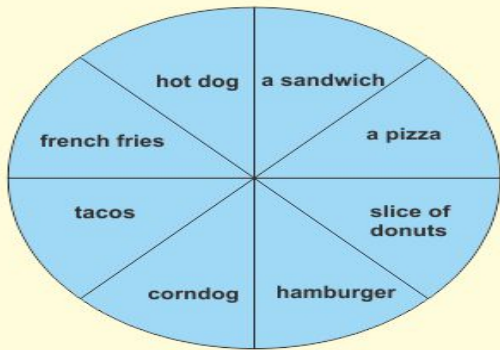 hot dog
a sandwich
french fries
a pizza
tacos
slice of
donuts
corndog
hamburger